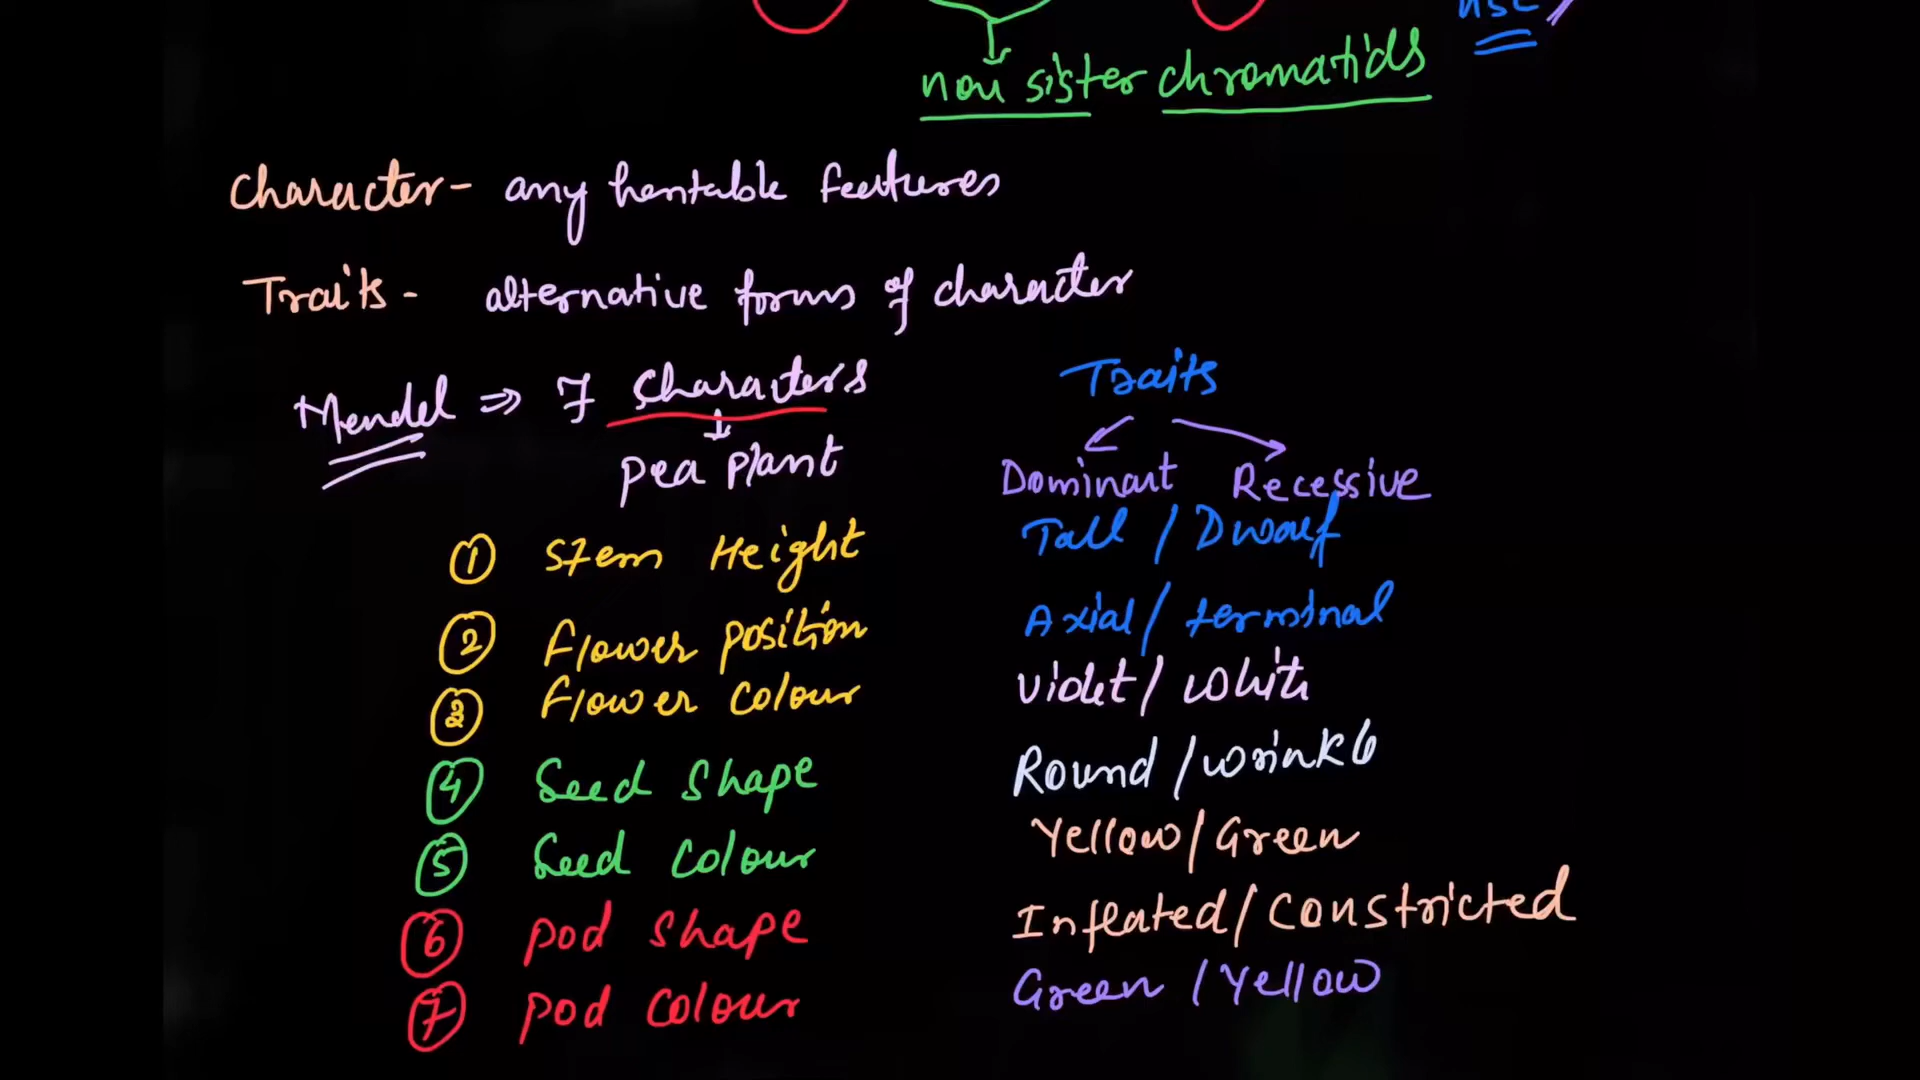 nsc
non sister chromatids
Character- any heritable features
Traits - alternative forms of character
Mendel ⇒ 7 Characters
pea plant
Traits
Dominant Recessive
① Stem Height Tall / Dwarf
② flower position Axial / terminal
③ flower colour Violet / White
④ Seed Shape Round / wrinkle
⑤ Seed colour Yellow / Green
⑥ pod shape Inflated / constricted
⑦ pod colour Green / Yellow